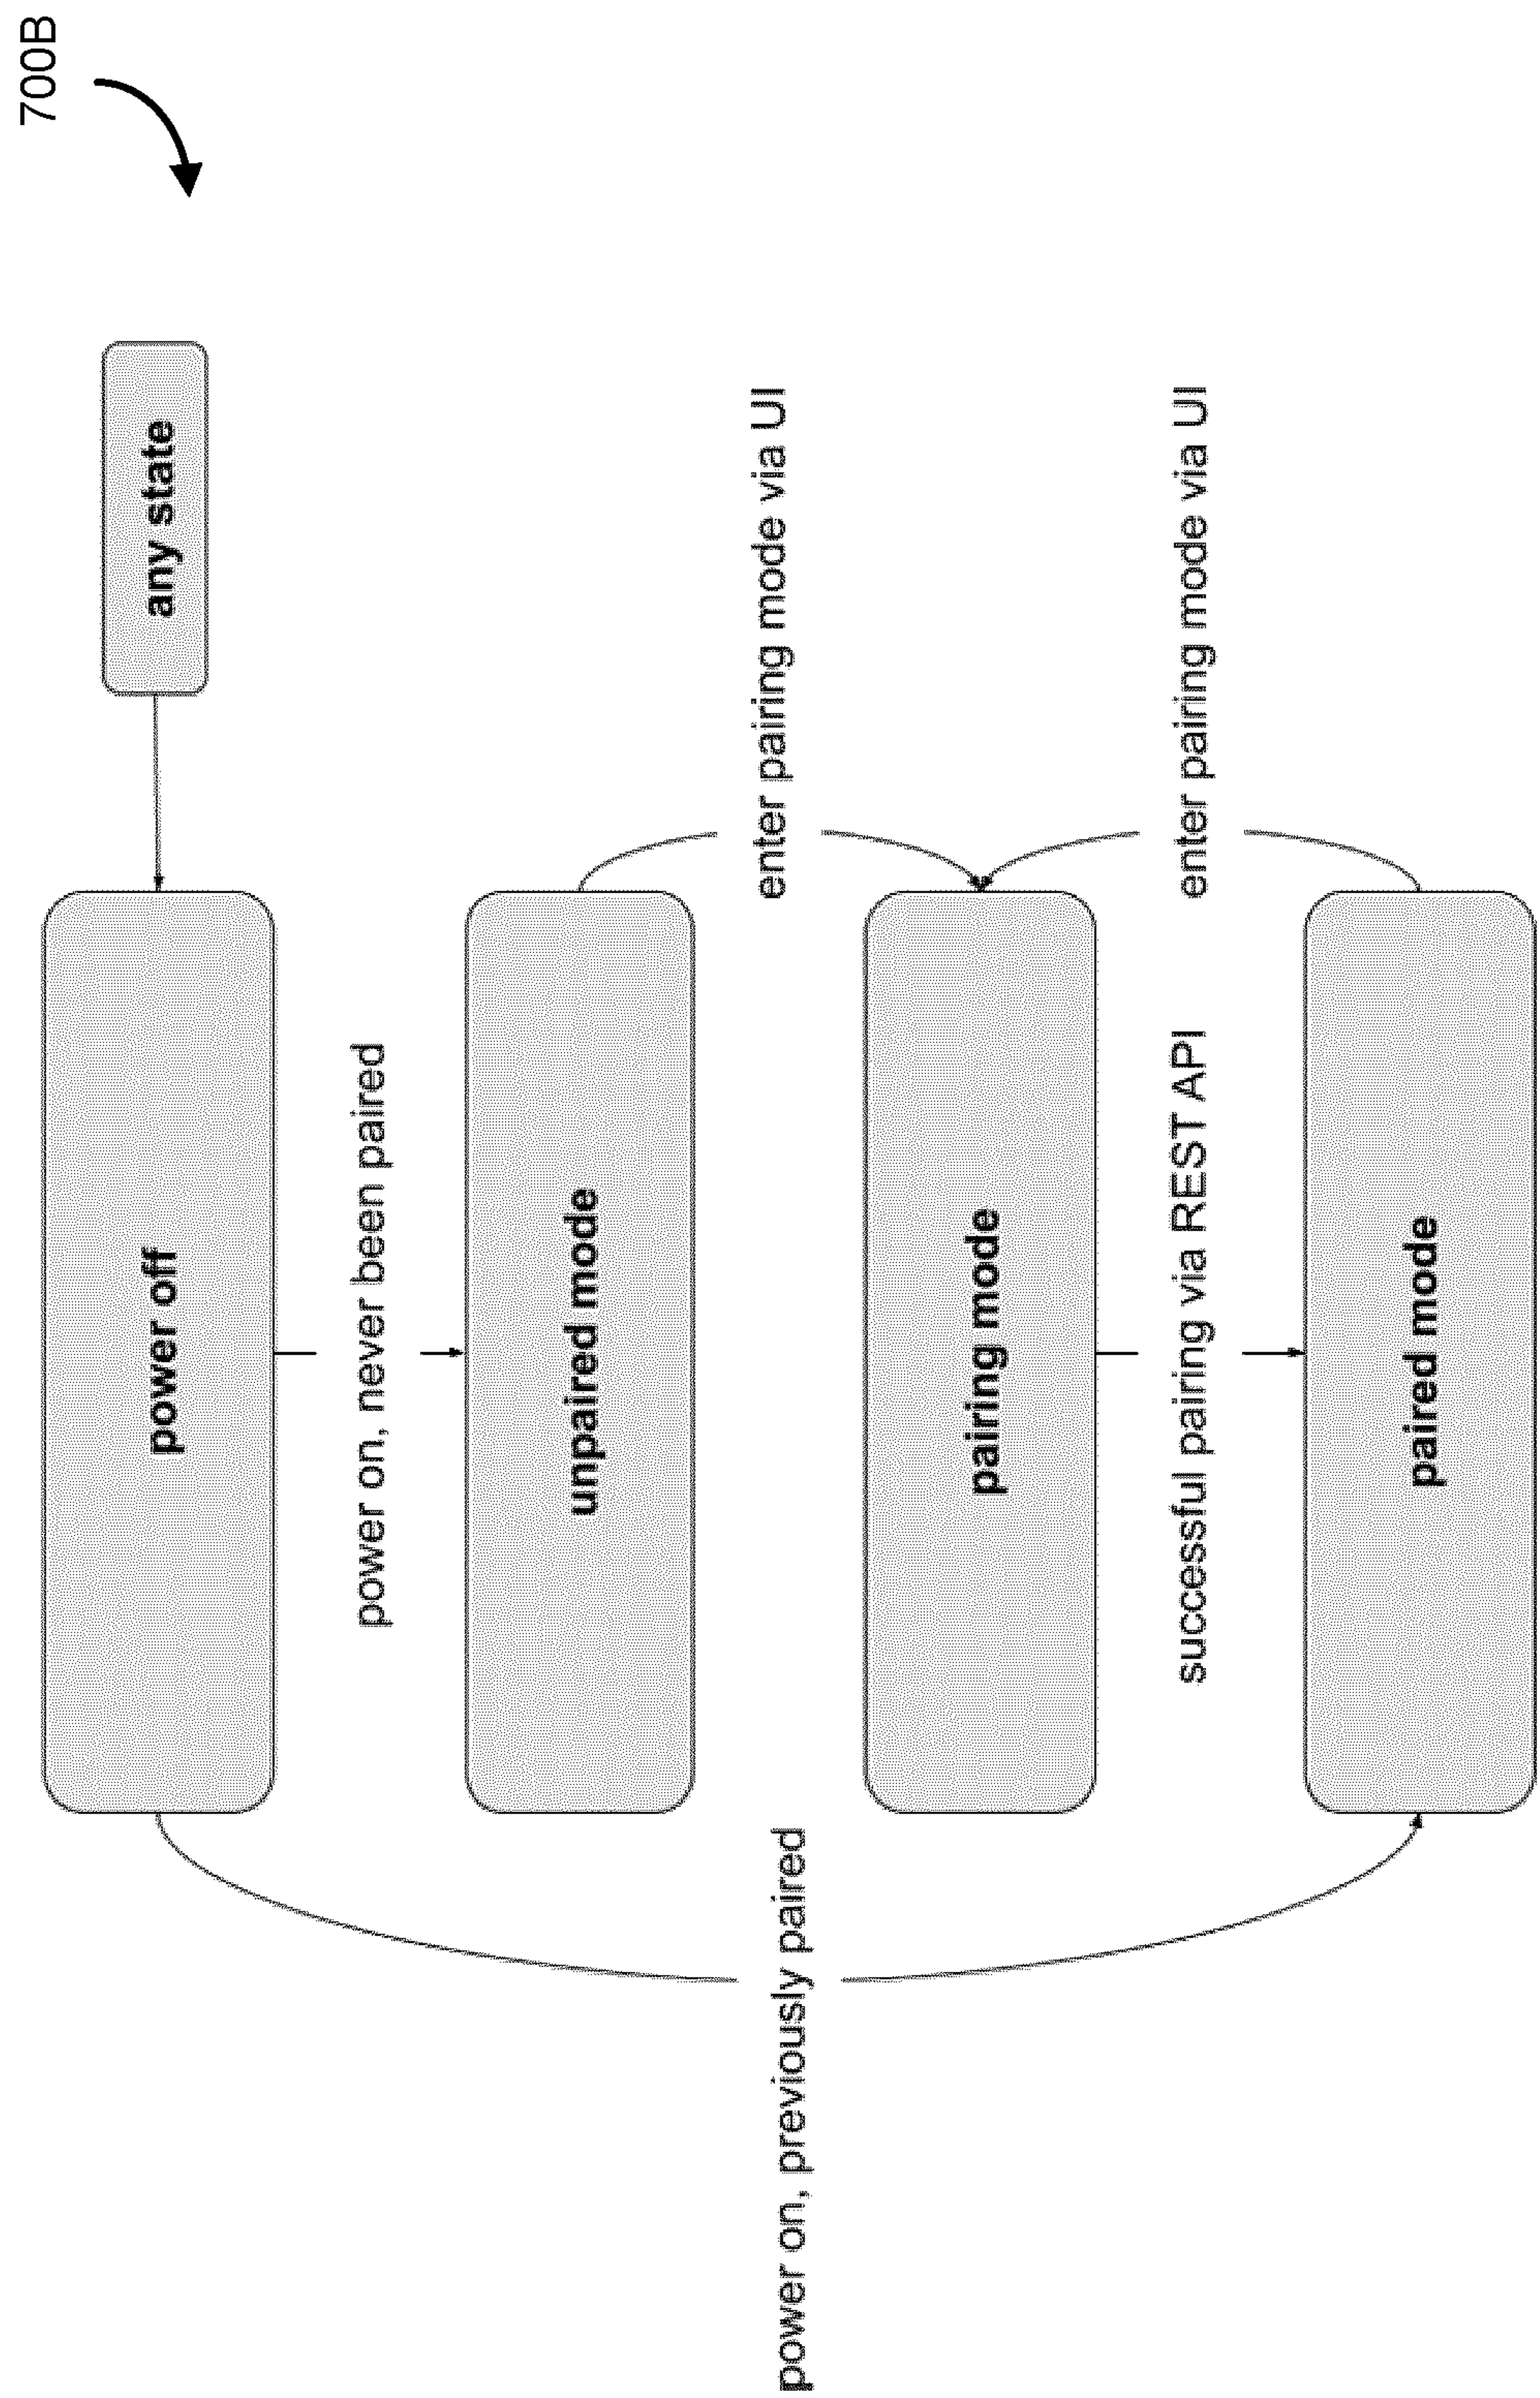 700B
any state
power off
power on, never been paired
unpaired mode
enter pairing mode via UI
power on, previously paired
pairing mode
successful pairing via REST API
enter pairing mode via UI
paired mode